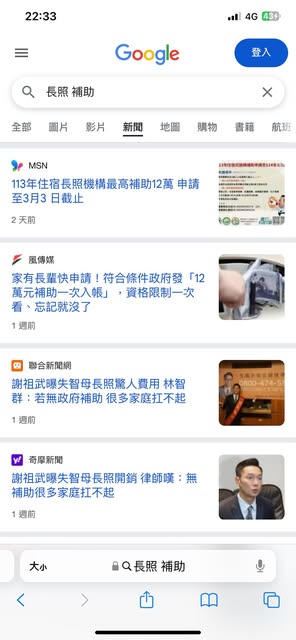 22:33
4G 43
Google
登入
長照 補助
全部 圖片 影片 新聞 地圖 購物 書籍 航班
MSN
113年住宿長照機構最高補助12萬 申請
至3月3 日截止
2 天前
風傳媒
家有長輩快申請！符合條件政府發「12
萬元補助一次入帳」，資格限制一次
看、忘記就沒了
1 週前
聯合新聞網
謝祖武曝失智母長照驚人費用 林智
群：若無政府補助 很多家庭扛不起
0800-474-5
1 週前
奇摩新聞
謝祖武曝失智母長照開銷 律師嘆：無
補助很多家庭扛不起
1 週前
大小 長照 補助